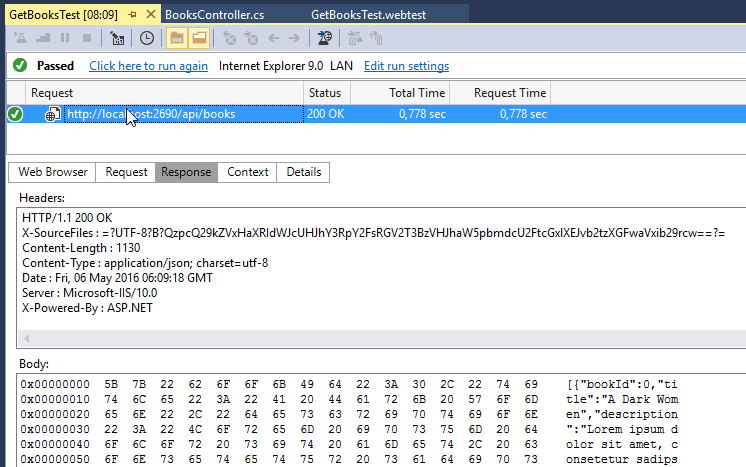 GetBooksTest [08:09] BooksController.cs GetBooksTest.webtest
Passed Click here to run again Internet Explorer 9.0 LAN Edit run settings
Request Status Total Time Request Time
http://localhost:2690/api/books 200 OK 0,778 sec 0,778 sec
Web Browser Request Response Context Details
Headers:
HTTP/1.1 200 OK
X-SourceFiles : =?UTF-8?B?QzpcQ29kZVxHaXRIdWJcUHJhY3RpY2FsRGV2T3BzVHJhaW5pbmdcU2FtcGxlXEJvb2tzXGFwaVxib29rcw==?=
Content-Length : 1130
Content-Type : application/json; charset=utf-8
Date : Fri, 06 May 2016 06:09:18 GMT
Server : Microsoft-IIS/10.0
X-Powered-By : ASP.NET
Body:
0x00000000 5B 7B 22 62 6F 6F 6B 49 64 22 3A 30 2C 22 74 69 [{"bookId":0,"ti
0x00000010 74 6C 65 22 3A 22 41 20 44 61 72 6B 20 57 6F 6D tle":"A Dark Wom
0x00000020 65 6E 22 2C 22 64 65 73 63 72 69 70 74 69 6F 6E en","description
0x00000030 22 3A 22 4C 6F 72 65 6D 20 69 70 73 75 6D 20 64 ":"Lorem ipsum d
0x00000040 6F 6C 6F 72 20 73 69 74 20 61 6D 65 74 2C 20 63 olor sit amet, c
0x00000050 6F 6E 73 65 74 65 74 75 72 20 73 61 64 69 70 73 onsetetur sadips